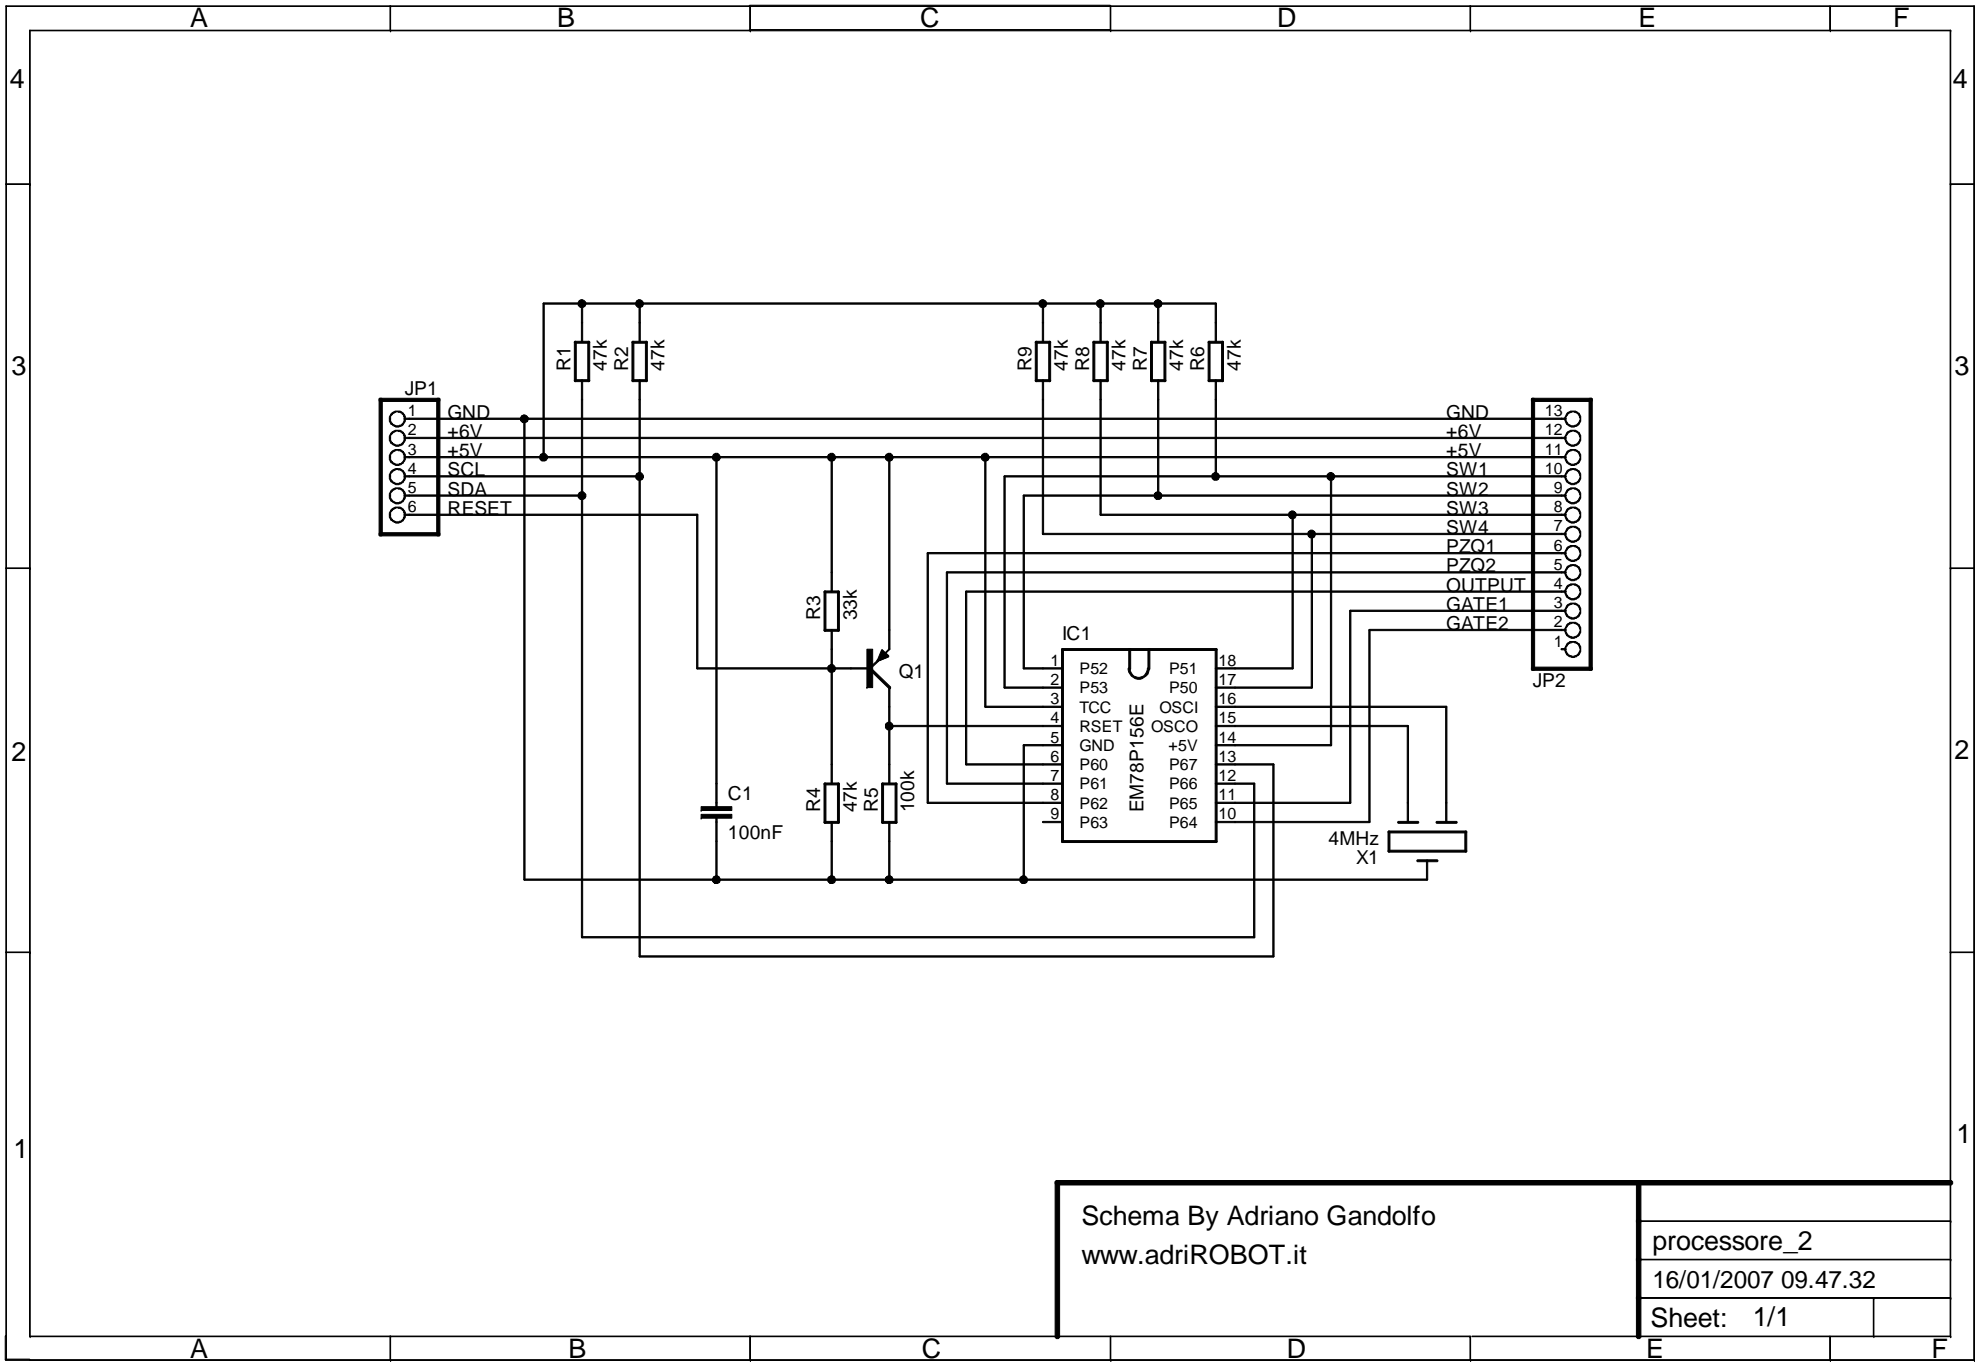 A B C D E F
4 4
3 3
2 2
1 1
A B C D E F
R1 47k
R2 47k
R9 47k
R8 47k
R7 47k
R6 47k
JP1
1 GND
2 +6V
3 +5V
4 SCL
5 SDA
6 RESET
GND 13
+6V 12
+5V 11
SW1 10
SW2 9
SW3 8
SW4 7
PZQ1 6
PZQ2 5
OUTPUT 4
GATE1 3
GATE2 2
1
JP2
R3 33k
Q1
C1
100nF
R4 47k
R5 100k
IC1
EM78P156E
1 P52 P51 18
2 P53 P50 17
3 TCC OSCI 16
4 RSET OSCO 15
5 GND +5V 14
6 P60 P67 13
7 P61 P66 12
8 P62 P65 11
9 P63 P64 10
4MHz
X1
Schema By Adriano Gandolfo
www.adriROBOT.it
processore_2
16/01/2007 09.47.32
Sheet: 1/1